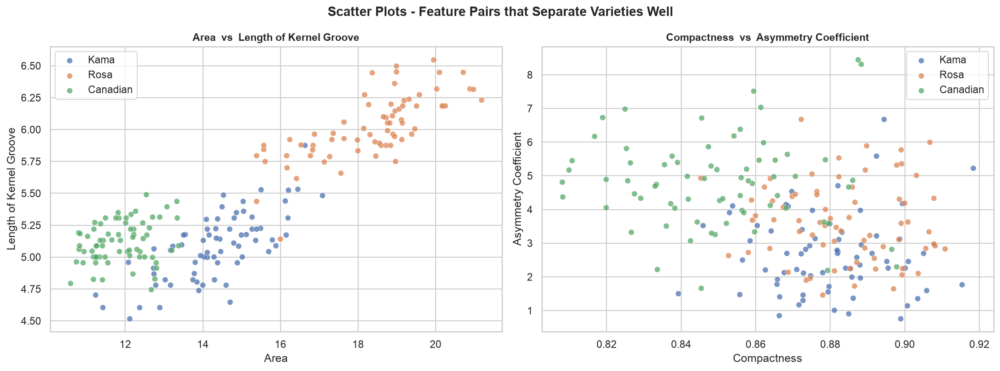 Scatter Plots - Feature Pairs that Separate Varieties Well
Area  vs  Length of Kernel Groove
Kama
Rosa
Canadian
6.50
6.25
6.00
5.75
5.50
5.25
5.00
4.75
4.50
Length of Kernel Groove
12
14
16
18
20
Area
Compactness  vs  Asymmetry Coefficient
Kama
Rosa
Canadian
8
7
6
5
4
3
2
1
Asymmetry Coefficient
0.82
0.84
0.86
0.88
0.90
0.92
Compactness